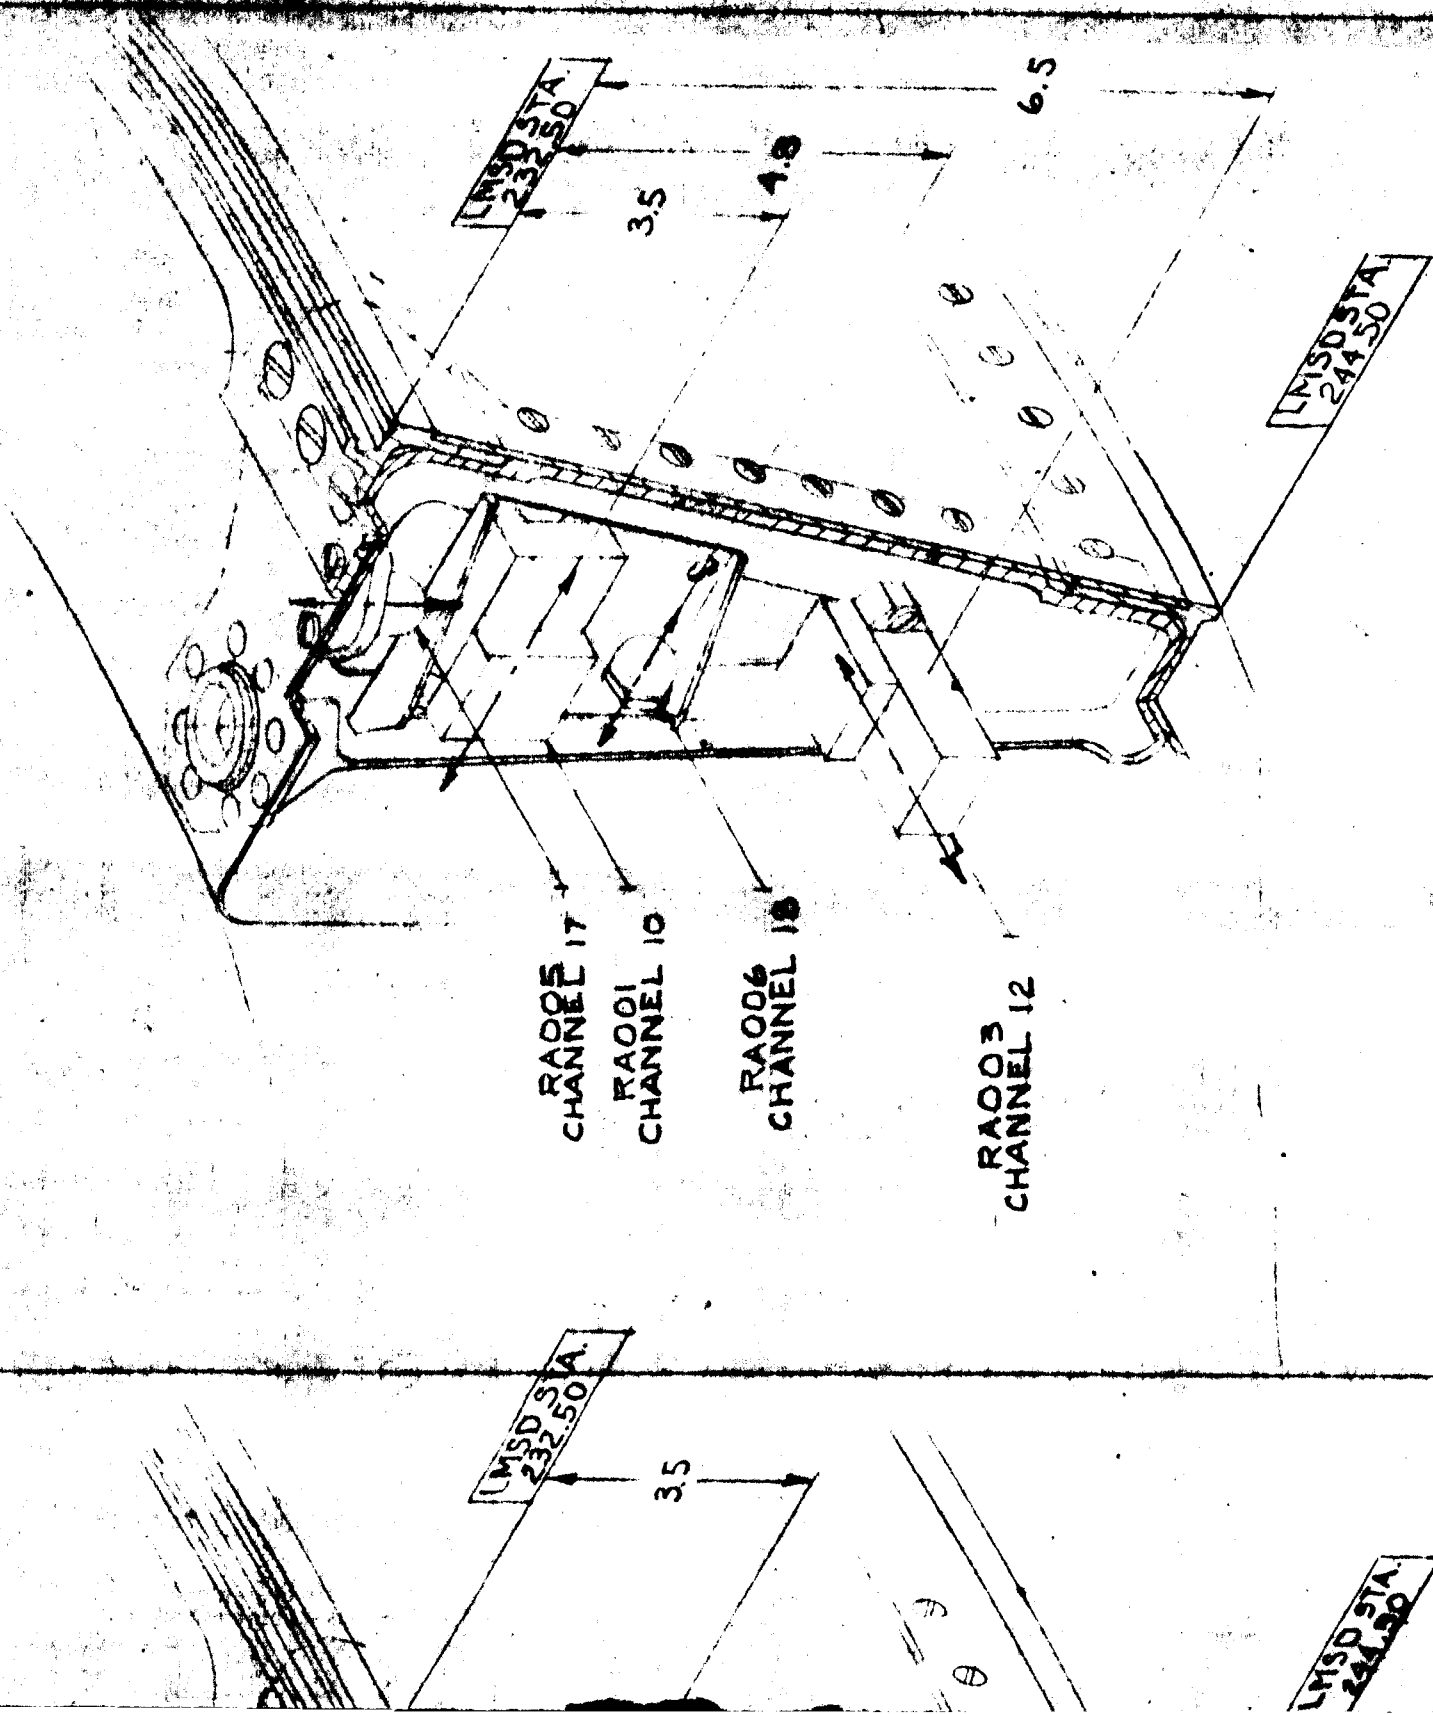 LMSD STA.
232.50
6.5
4.8
3.5
LMSD STA.
244.50
RA005
CHANNEL 17
RA001
CHANNEL 10
RA006
CHANNEL 18
RA003
CHANNEL 12
LMSD STA.
232.50
3.5
LMSD STA.
244.50